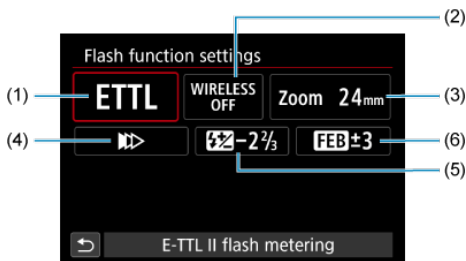 (2)
Flash function settings
(1) ETTL WIRELESS OFF Zoom 24mm (3)
(4) −2⅔ FEB±3 (6)
(5)
E-TTL II flash metering